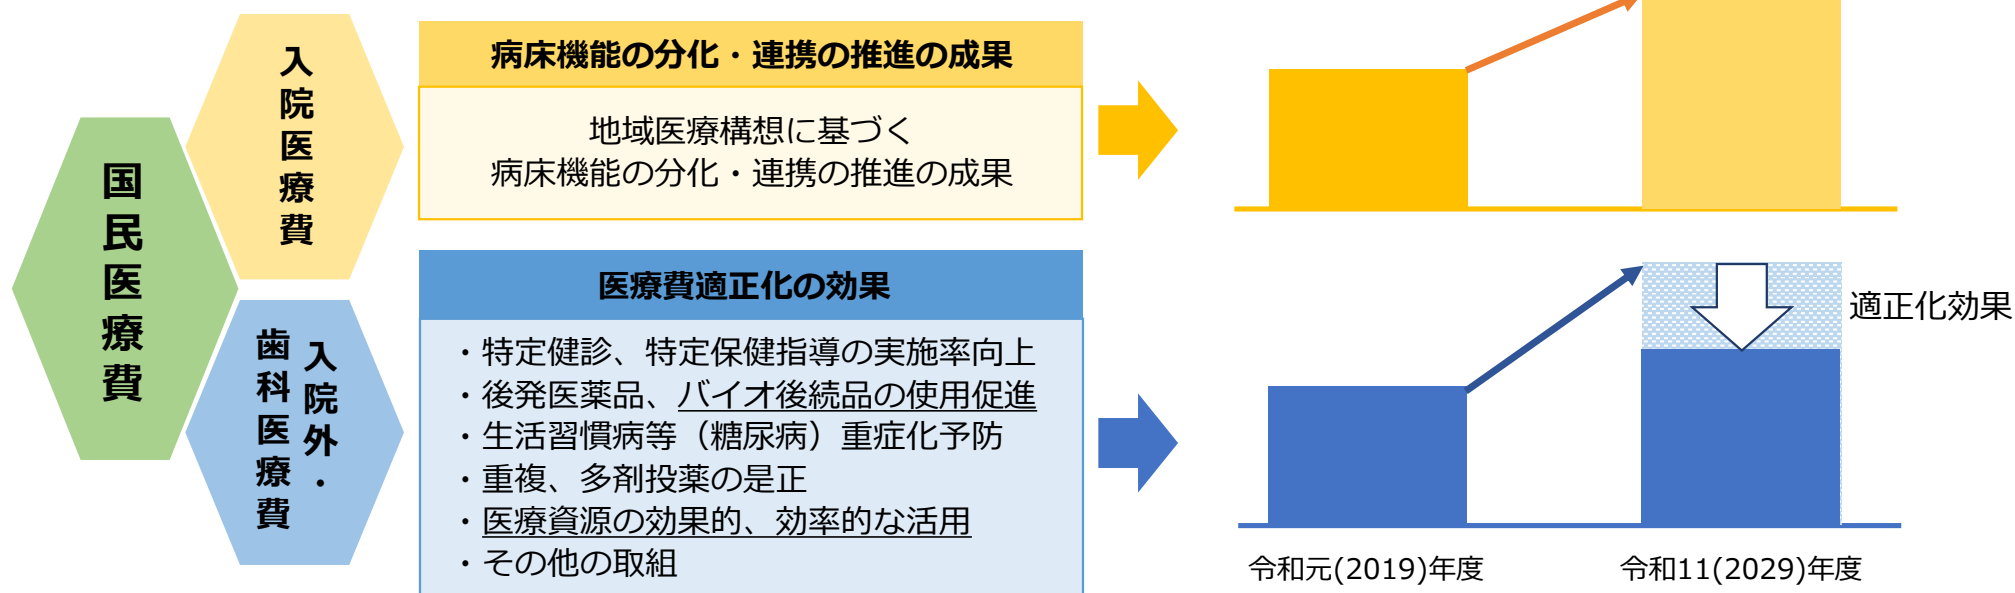 国民医療費
入院医療費
病床機能の分化・連携の推進の成果
地域医療構想に基づく
病床機能の分化・連携の推進の成果
入院外・
歯科医療費
医療費適正化の効果
・特定健診、特定保健指導の実施率向上
・後発医薬品、バイオ後続品の使用促進
・生活習慣病等（糖尿病）重症化予防
・重複、多剤投薬の是正
・医療資源の効果的、効率的な活用
・その他の取組
適正化効果
令和元(2019)年度
令和11(2029)年度